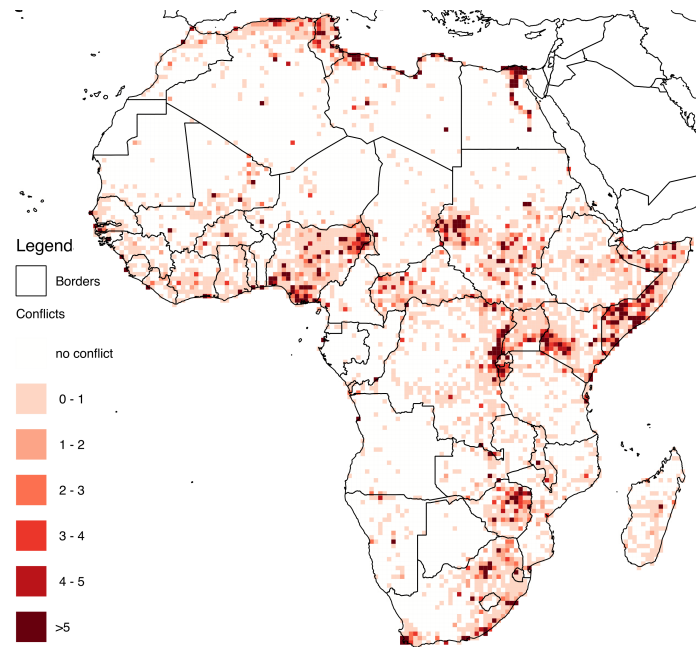 Legend
Borders
Conflicts
no conflict
0 - 1
1 - 2
2 - 3
3 - 4
4 - 5
>5